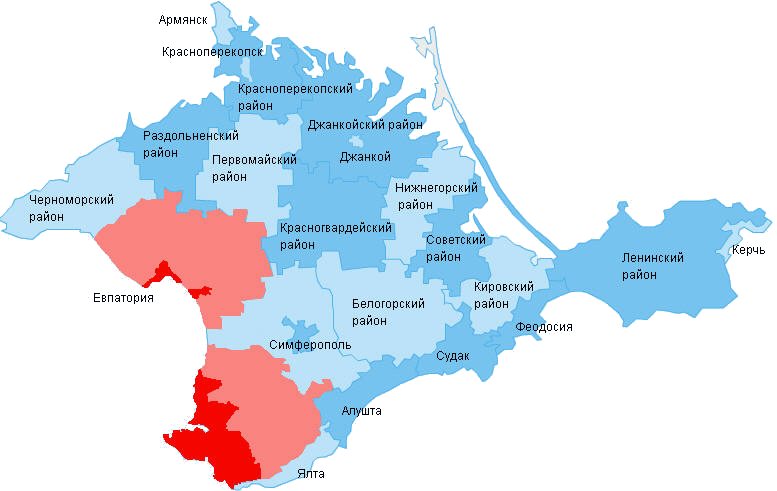 Армянск
Красноперекопск
Красноперекопский
район
Джанкойский район
Раздольненский
район
Первомайский
район
Джанкой
Нижнегорский
район
Черноморский
район
Красногвардейский
район
Советский
район
Ленинский
район
Керчь
Кировский
район
Евпатория
Белогорский
район
Феодосия
Симферополь
Судак
Алушта
Ялта